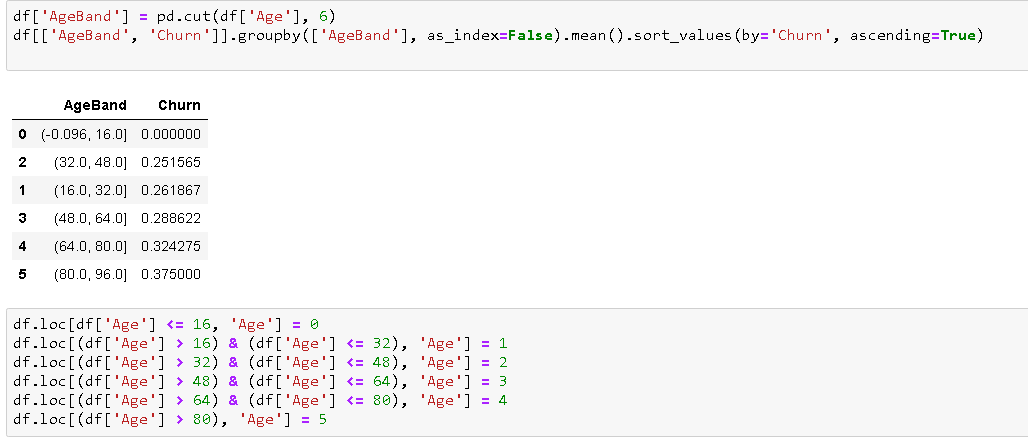 df['AgeBand'] = pd.cut(df['Age'], 6)
df[['AgeBand', 'Churn']].groupby(['AgeBand'], as_index=False).mean().sort_values(by='Churn', ascending=True)
AgeBand Churn
0 (-0.096, 16.0] 0.000000
2 (32.0, 48.0] 0.251565
1 (16.0, 32.0] 0.261867
3 (48.0, 64.0] 0.288622
4 (64.0, 80.0] 0.324275
5 (80.0, 96.0] 0.375000
df.loc[df['Age'] <= 16, 'Age'] = 0
df.loc[(df['Age'] > 16) & (df['Age'] <= 32), 'Age'] = 1
df.loc[(df['Age'] > 32) & (df['Age'] <= 48), 'Age'] = 2
df.loc[(df['Age'] > 48) & (df['Age'] <= 64), 'Age'] = 3
df.loc[(df['Age'] > 64) & (df['Age'] <= 80), 'Age'] = 4
df.loc[(df['Age'] > 80), 'Age'] = 5